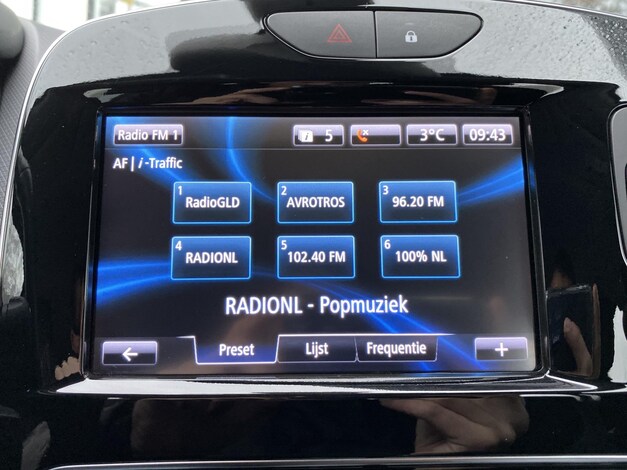 Radio FM 1 5 3°C 09:43
AF | i-Traffic
1 RadioGLD 2 AVROTROS 3 96.20 FM
4 RADIONL 5 102.40 FM 6 100% NL
RADIONL - Popmuziek
Preset Lijst Frequentie +